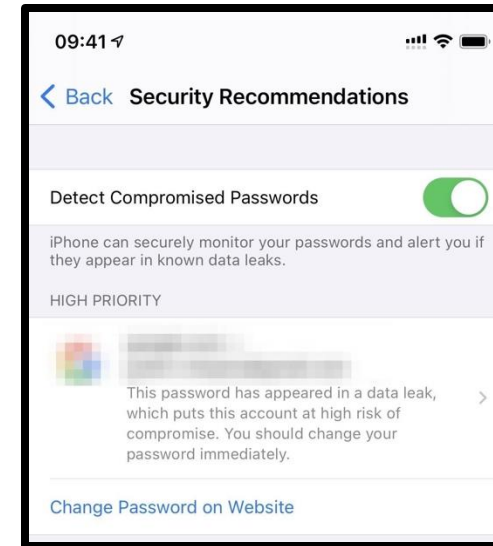 09:41
Back Security Recommendations
Detect Compromised Passwords
iPhone can securely monitor your passwords and alert you if
they appear in known data leaks.
HIGH PRIORITY
This password has appeared in a data leak,
which puts this account at high risk of
compromise. You should change your
password immediately.
Change Password on Website